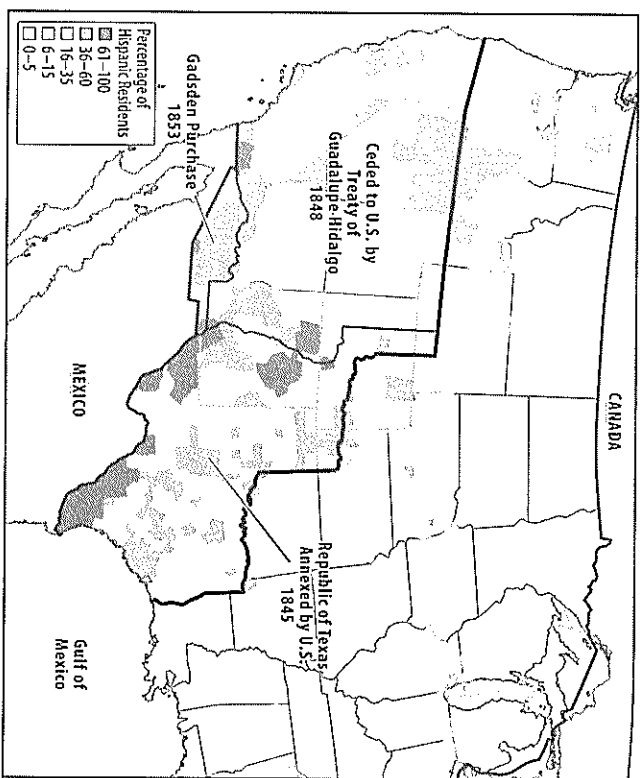 CANADA
Ceded to U.S. by
Treaty of
Guadalupe-Hidalgo
1848
Gadsden Purchase
1853
Republic of Texas
Annexed by U.S.
1845
MEXICO
Gulf of
Mexico
Percentage of
Hispanic Residents
61–100
36–60
16–35
6–15
0–5